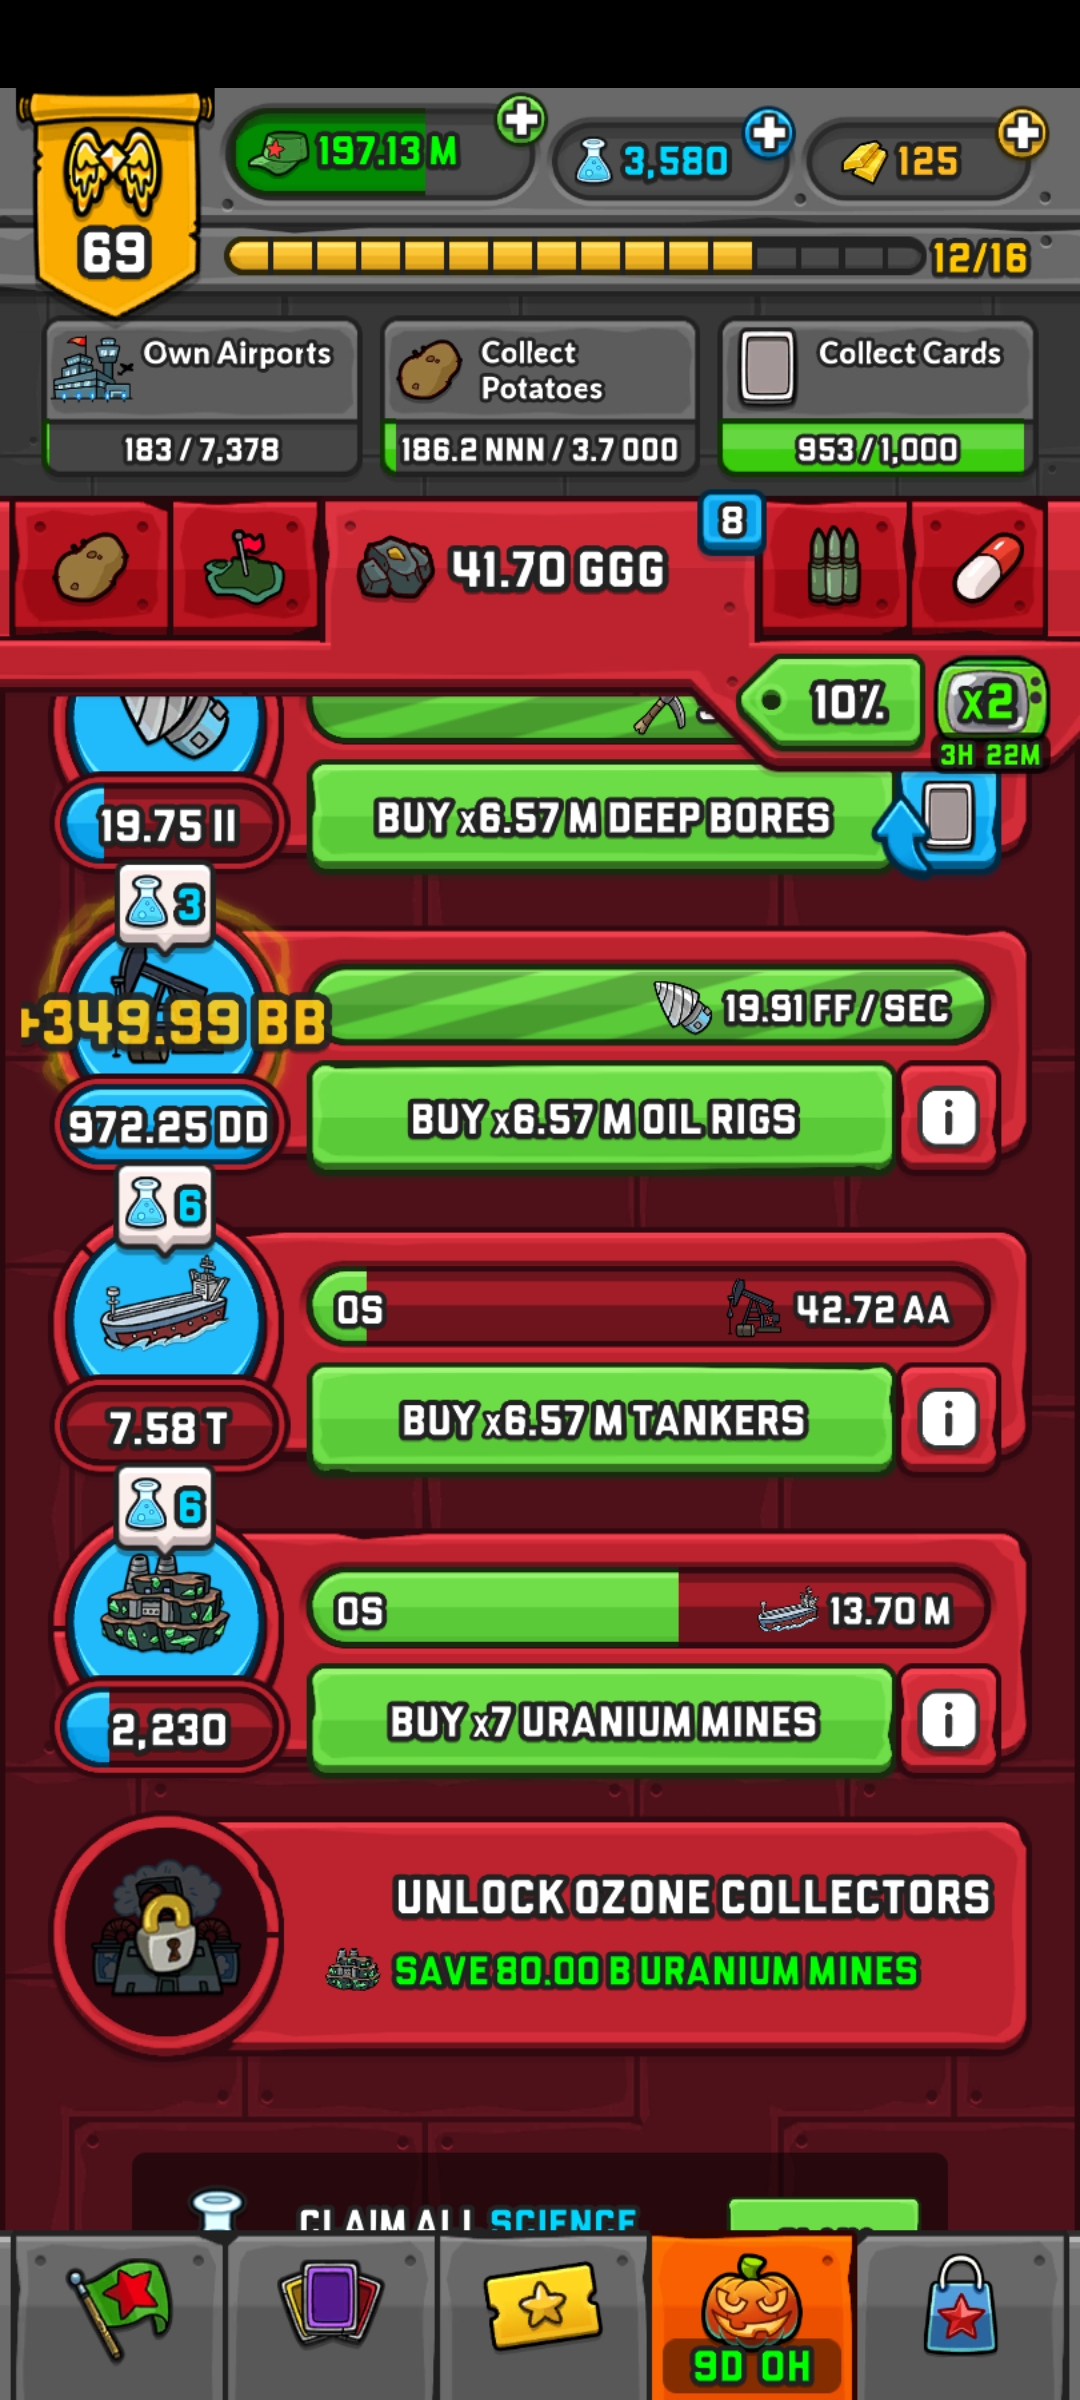 197.13 M
3,580
125
69
12/16
Own Airports
183 / 7,378
Collect
Potatoes
186.2 NNN / 3.7 OOO
Collect Cards
953 / 1,000
41.70 GGG
8
10%
x2
3H 22M
19.75 II
BUY x6.57 M DEEP BORES
3
+349.99 BB
19.91 FF / SEC
972.25 DD
BUY x6.57 M OIL RIGS
i
6
0S
42.72 AA
7.58 T
BUY x6.57 M TANKERS
i
6
0S
13.70 M
2,230
BUY x7 URANIUM MINES
i
UNLOCK OZONE COLLECTORS
SAVE 80.00 B URANIUM MINES
CLAIM ALL SCIENCE
9D 0H